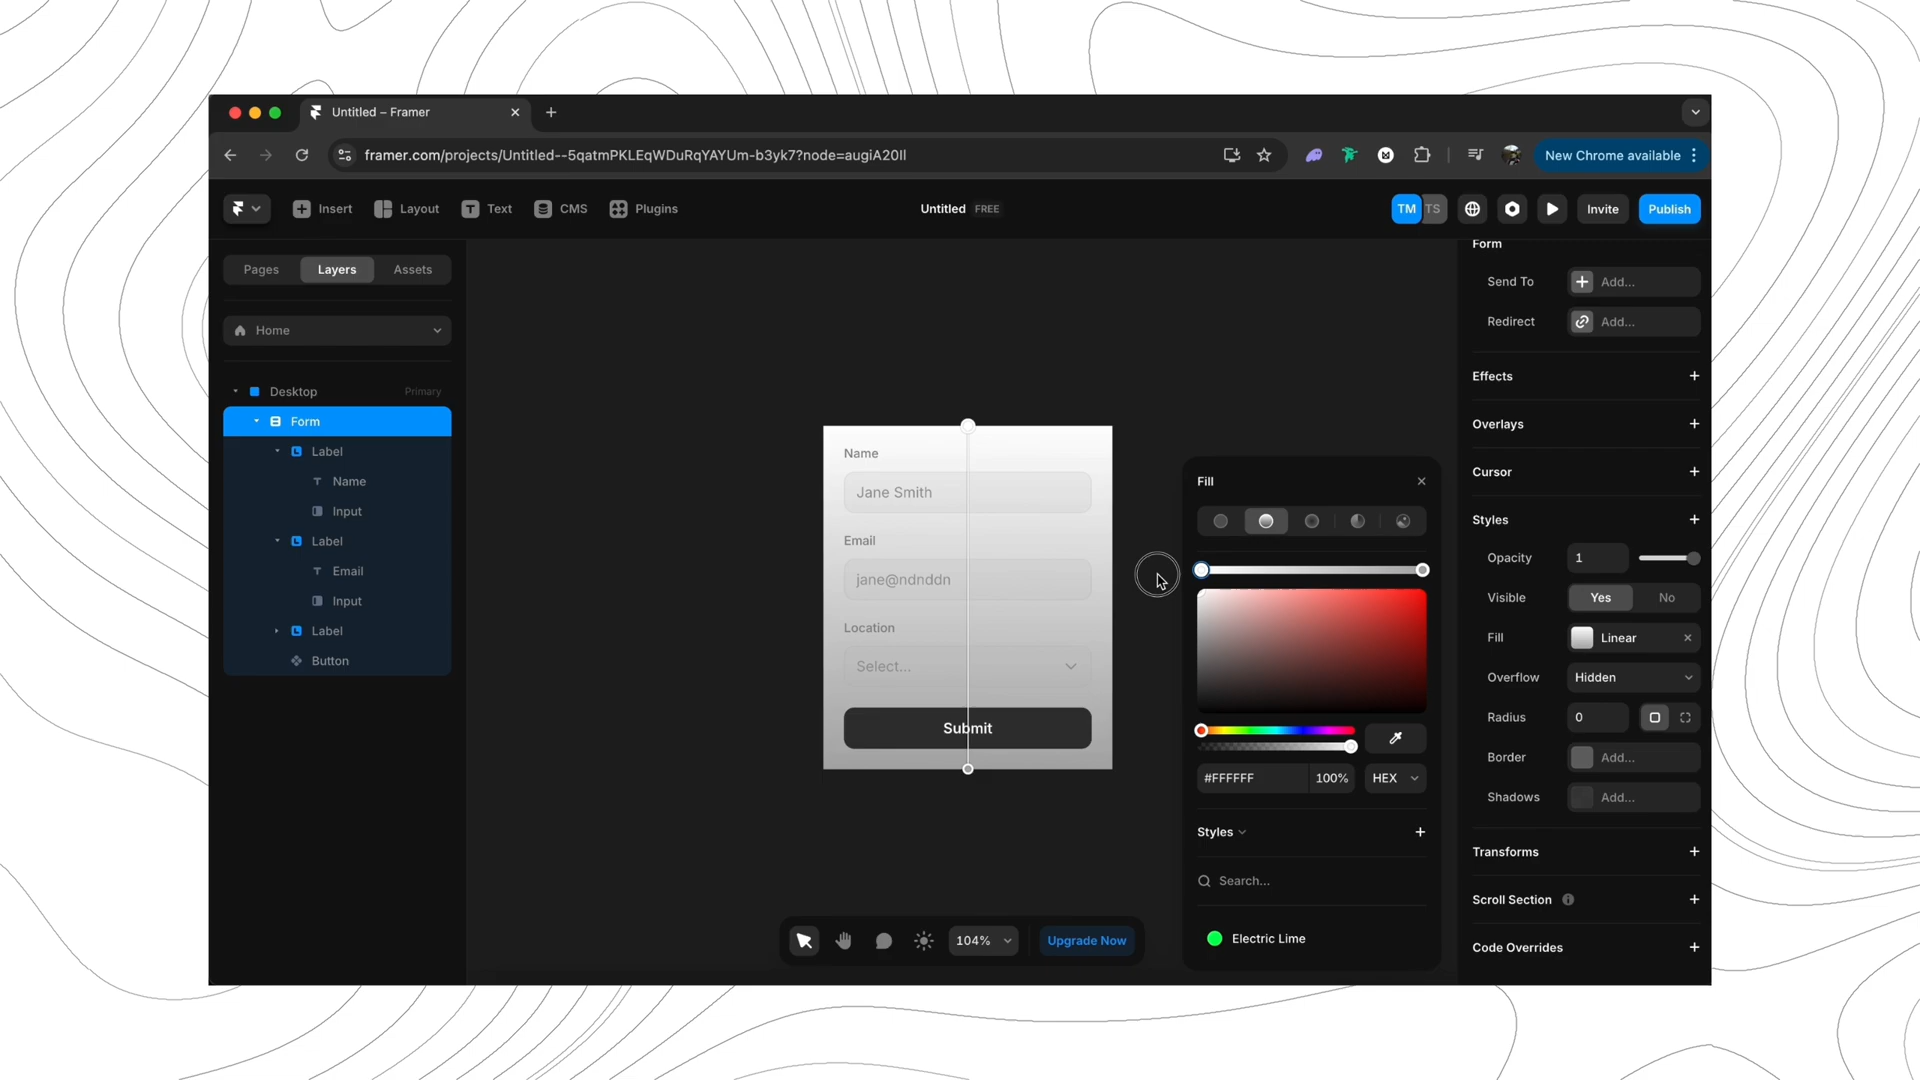 Untitled – Framer
framer.com/projects/Untitled--5qatmPKLEqWDuRqYAYUm-b3yk7?node=augiA20Il
New Chrome available
Insert
Layout
Text
CMS
Plugins
Untitled FREE
TM
TS
Invite
Publish
Pages
Layers
Assets
Home
Desktop
Primary
Form
Label
Name
Input
Label
Email
Input
Label
Button
Name
Jane Smith
Email
jane@ndnddn
Location
Select...
Submit
104%
Upgrade Now
Fill
#FFFFFF
100%
HEX
Styles
Search...
Electric Lime
Form
Send To
Add...
Redirect
Add...
Effects
Overlays
Cursor
Styles
Opacity
1
Visible
Yes
No
Fill
Linear
Overflow
Hidden
Radius
0
Border
Add...
Shadows
Add...
Transforms
Scroll Section
Code Overrides